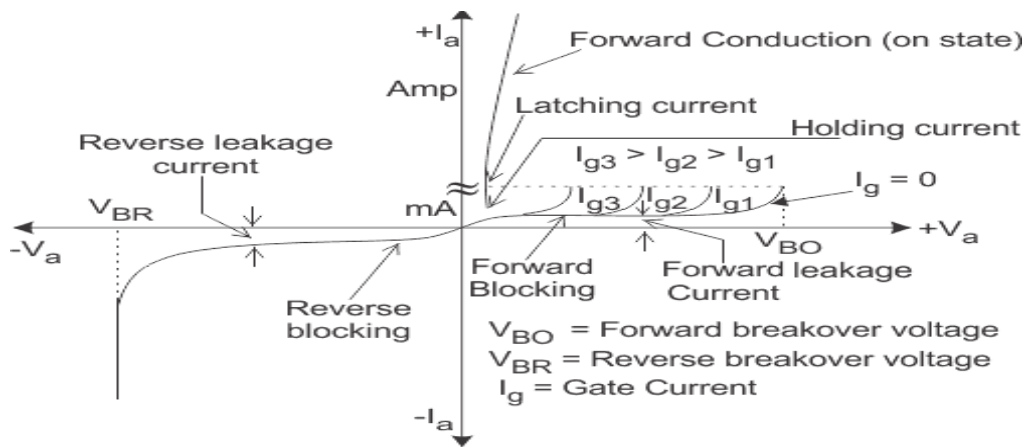 +Ia
Forward Conduction (on state)
Amp
Latching current
Reverse leakage
current
Holding current
Ig3 > Ig2 > Ig1
Ig = 0
VBR
mA
Ig3
Ig2
Ig1
-Va
+Va
VBO
Forward
Blocking
Forward leakage
Current
Reverse
blocking
VBO = Forward breakover voltage
VBR = Reverse breakover voltage
Ig = Gate Current
-Ia